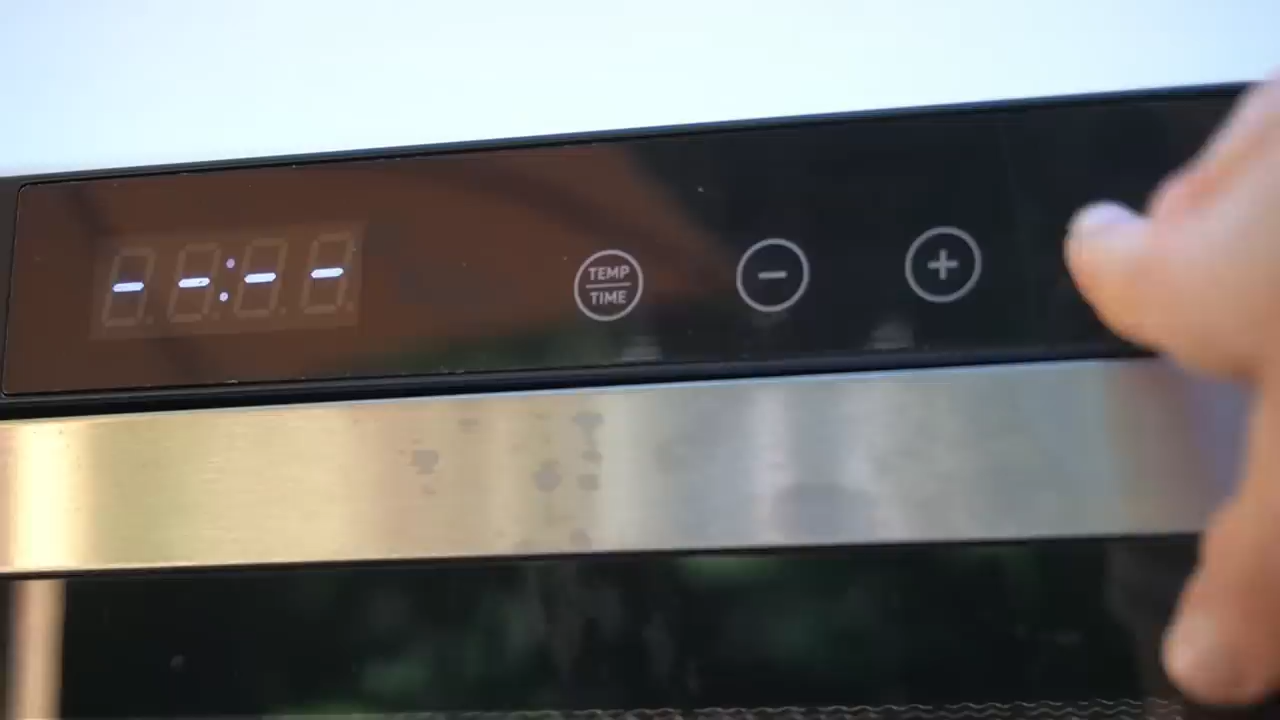 --:--
TEMP
TIME
− +